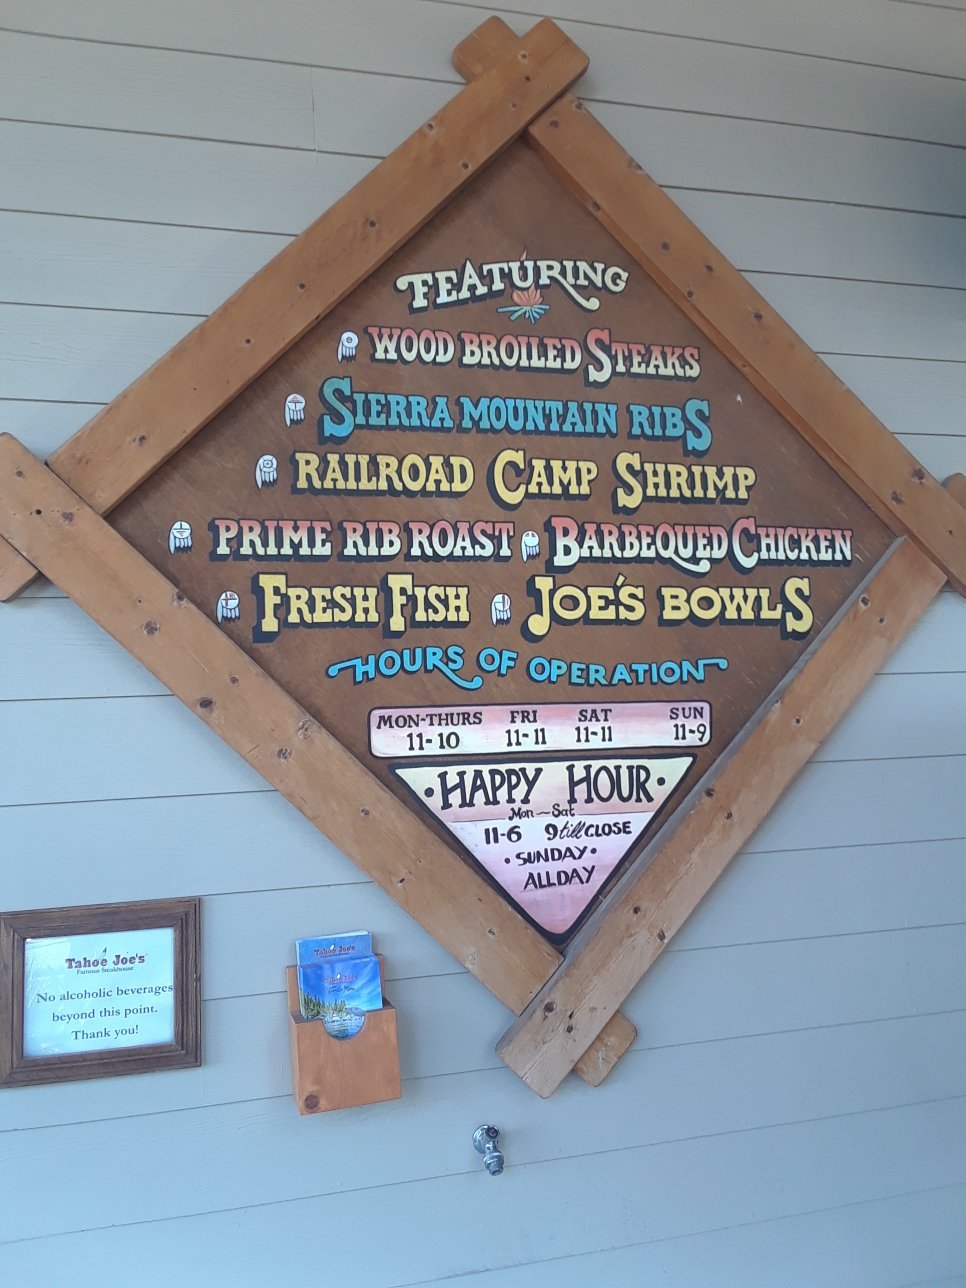 FEATURING
WOOD BROILED STEAKS
SIERRA MOUNTAIN RIBS
RAILROAD CAMP SHRIMP
PRIME RIB ROAST BARBEQUED CHICKEN
FRESH FISH JOE'S BOWLS
HOURS OF OPERATION
MON-THURS FRI SAT SUN
11-10 11-11 11-11 11-9
• HAPPY HOUR •
Mon~Sat
11-6 9 till CLOSE
• SUNDAY •
ALLDAY
Tahoe Joe's
Famous Steakhouse
No alcoholic beverages
beyond this point.
Thank you!
Tahoe Joe's